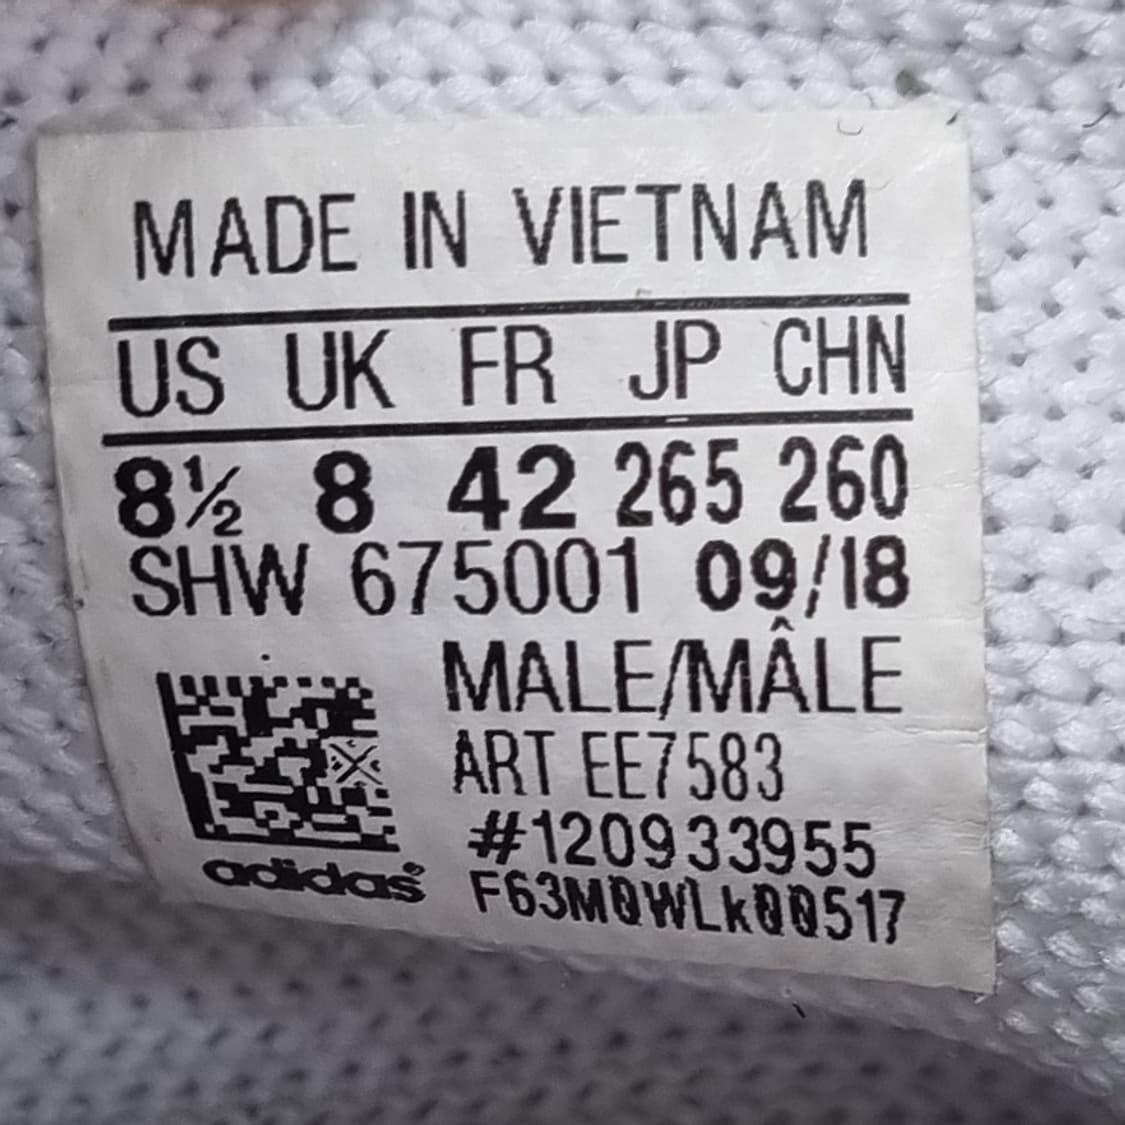 MADE IN VIETNAM
US UK FR JP CHN
8½ 8 42 265 260
SHW 675001 09/18
MALE/MÂLE
ART EE7583
#120933955
adidas
F63M0WLk00517